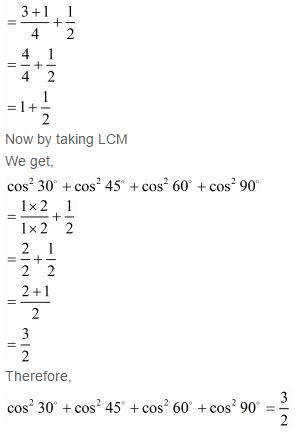 = (3+1)/4 + 1/2
= 4/4 + 1/2
= 1 + 1/2
Now by taking LCM
We get,
cos² 30° + cos² 45° + cos² 60° + cos² 90°
= (1×2)/(1×2) + 1/2
= 2/2 + 1/2
= (2+1)/2
= 3/2
Therefore,
cos² 30° + cos² 45° + cos² 60° + cos² 90° = 3/2